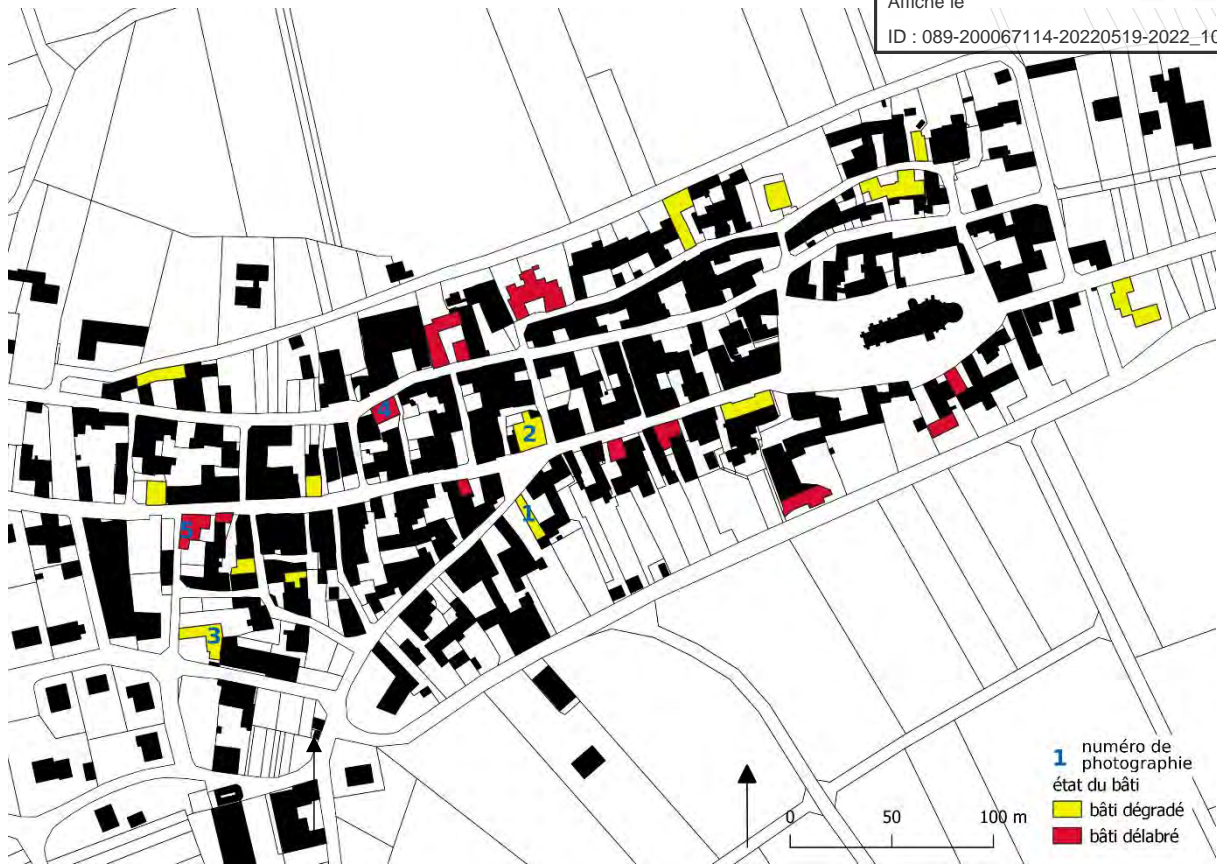 Affiché le
ID : 089-200067114-20220519-2022_10
4
2
1
5
3
1 numéro de
photographie
état du bâti
bâti dégradé
bâti délabré
0 50 100 m